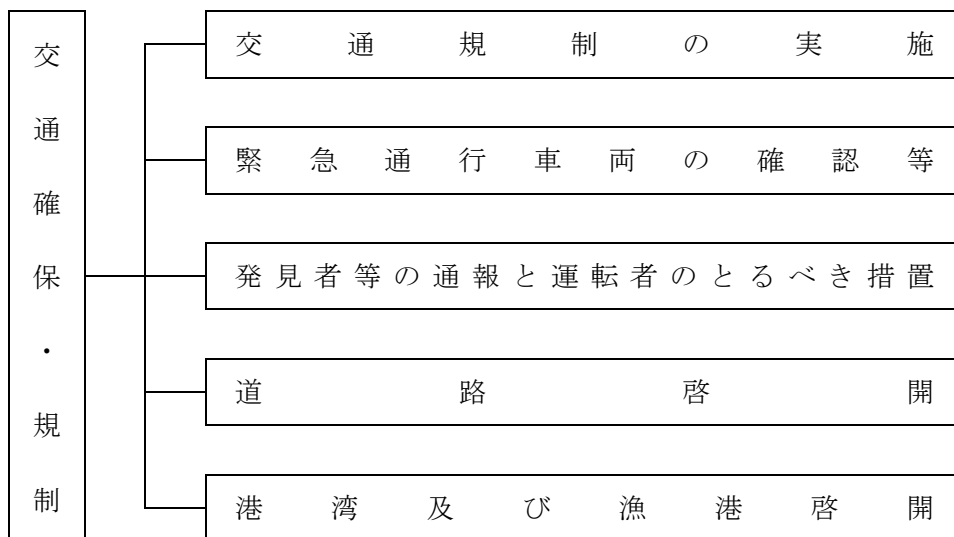 交通確保・規制
交通規制の実施
緊急通行車両の確認等
発見者等の通報と運転者のとるべき措置
道路啓開
港湾及び漁港啓開